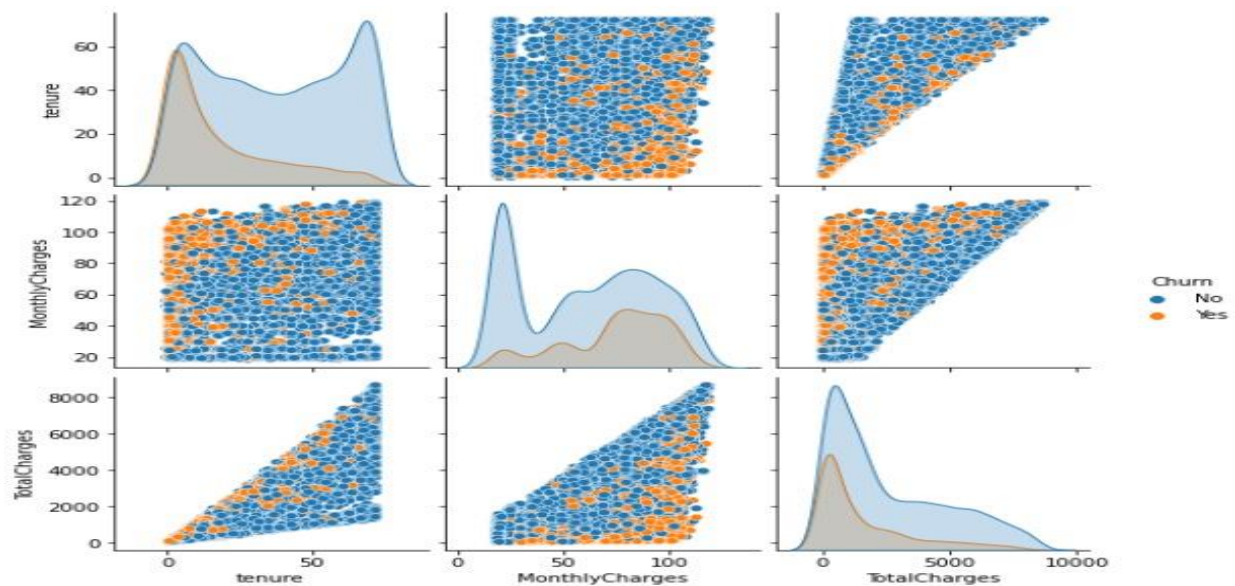 tenure
60
40
20
0
MonthlyCharges
120
100
80
60
40
20
TotalCharges
8000
6000
4000
2000
0
0 50
tenure
0 50 100
MonthlyCharges
0 5000 10000
TotalCharges
Churn
No
Yes